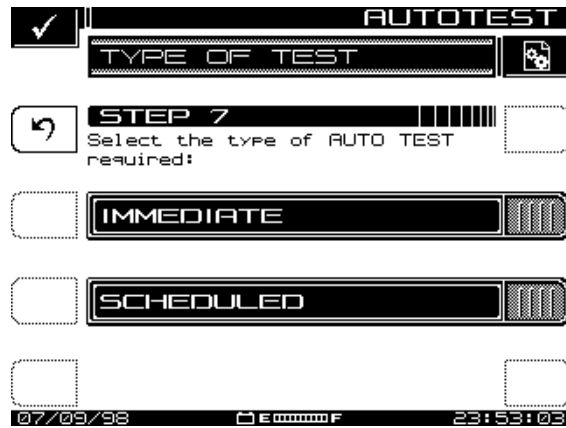 AUTOTEST
TYPE OF TEST
STEP 7
Select the type of AUTO TEST
required:
IMMEDIATE
SCHEDULED
07/09/98 E F 23:53:03